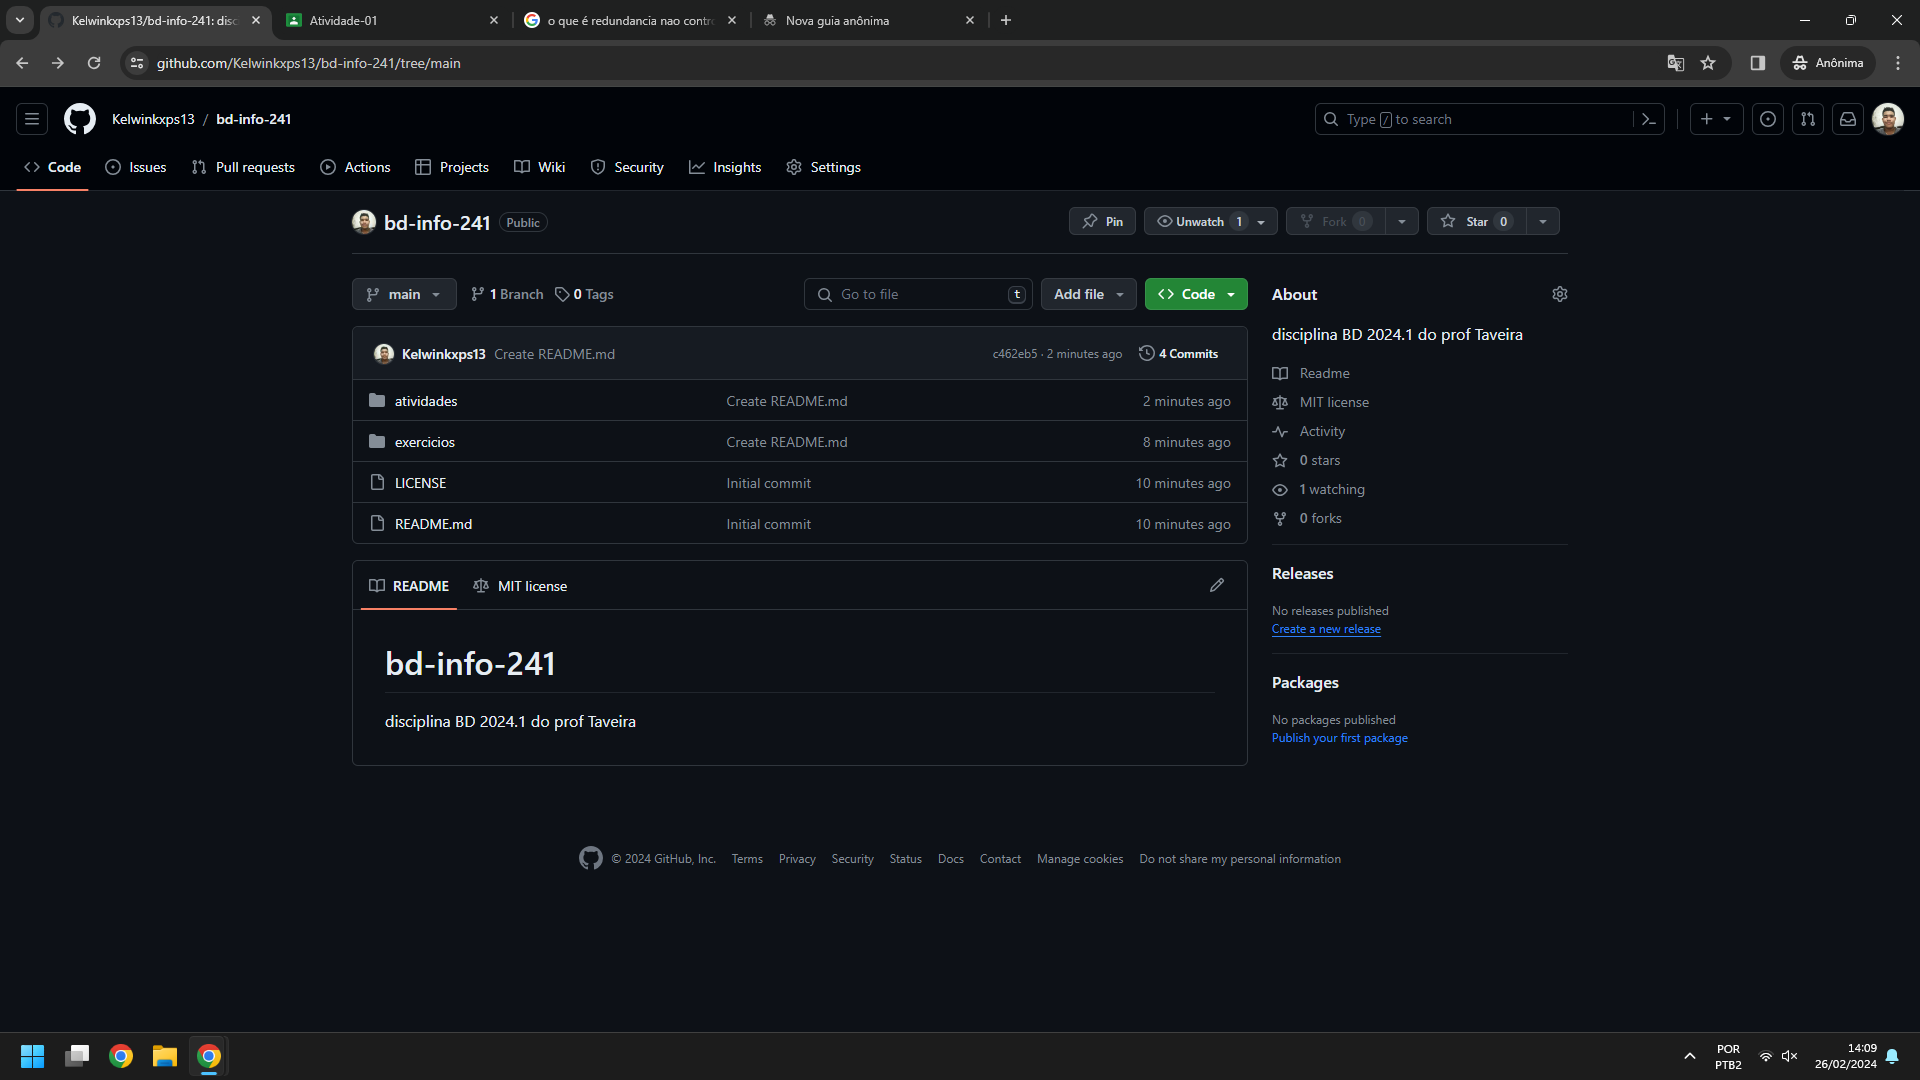 Kelwinkxps13/bd-info-241: disc
Atividade-01
o que é redundancia nao contro
Nova guia anônima
github.com/Kelwinkxps13/bd-info-241/tree/main
Anônima
Kelwinkxps13 / bd-info-241
Type / to search
Code
Issues
Pull requests
Actions
Projects
Wiki
Security
Insights
Settings
bd-info-241 Public
Pin
Unwatch 1
Fork 0
Star 0
main
1 Branch
0 Tags
Go to file t
Add file
Code
Kelwinkxps13 Create README.md c462eb5 · 2 minutes ago 4 Commits
atividades Create README.md 2 minutes ago
exercicios Create README.md 8 minutes ago
LICENSE Initial commit 10 minutes ago
README.md Initial commit 10 minutes ago
README
MIT license
bd-info-241
disciplina BD 2024.1 do prof Taveira
About
disciplina BD 2024.1 do prof Taveira
Readme
MIT license
Activity
0 stars
1 watching
0 forks
Releases
No releases published
Create a new release
Packages
No packages published
Publish your first package
© 2024 GitHub, Inc. Terms Privacy Security Status Docs Contact Manage cookies Do not share my personal information
POR
PTB2
14:09
26/02/2024